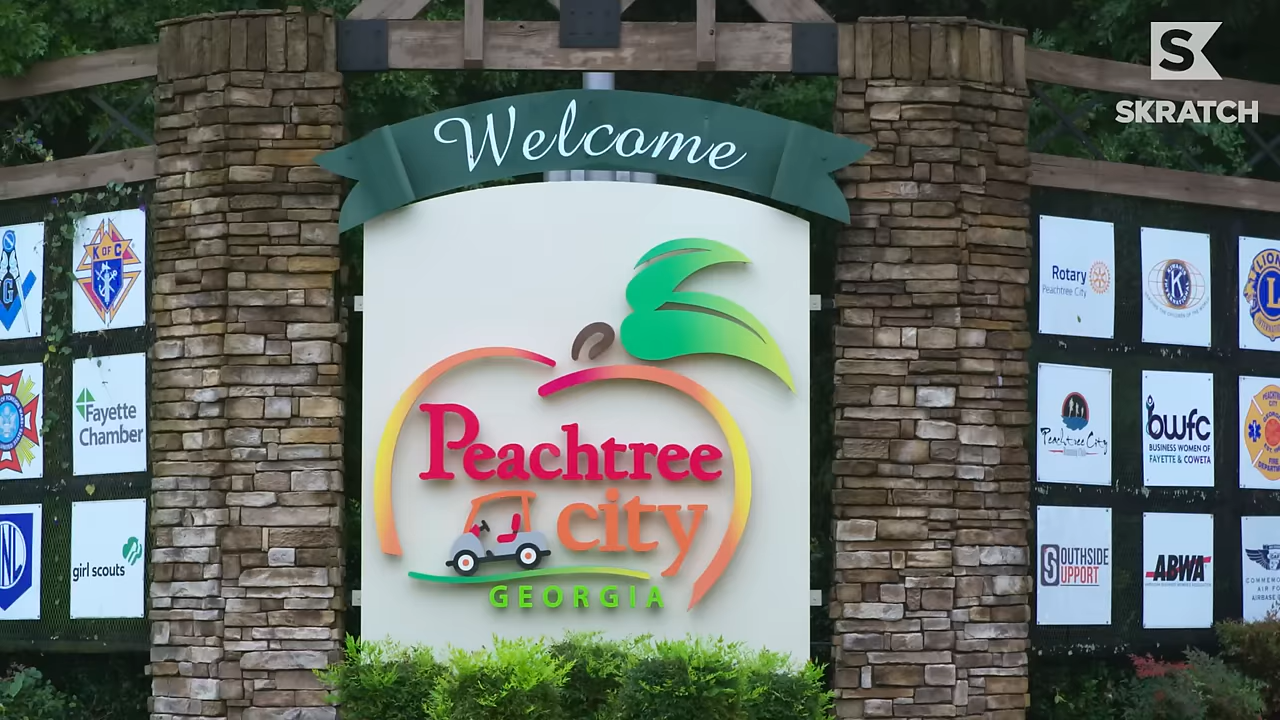 SKRATCH
Welcome
Peachtree
city
GEORGIA
G
K OF C
Fayette
Chamber
girl scouts
Rotary
Peachtree City
K
LION
L
Peachtree City
bwfc
BUSINESS WOMEN OF
FAYETTE & COWETA
SOUTHSIDE
SUPPORT
ABWA